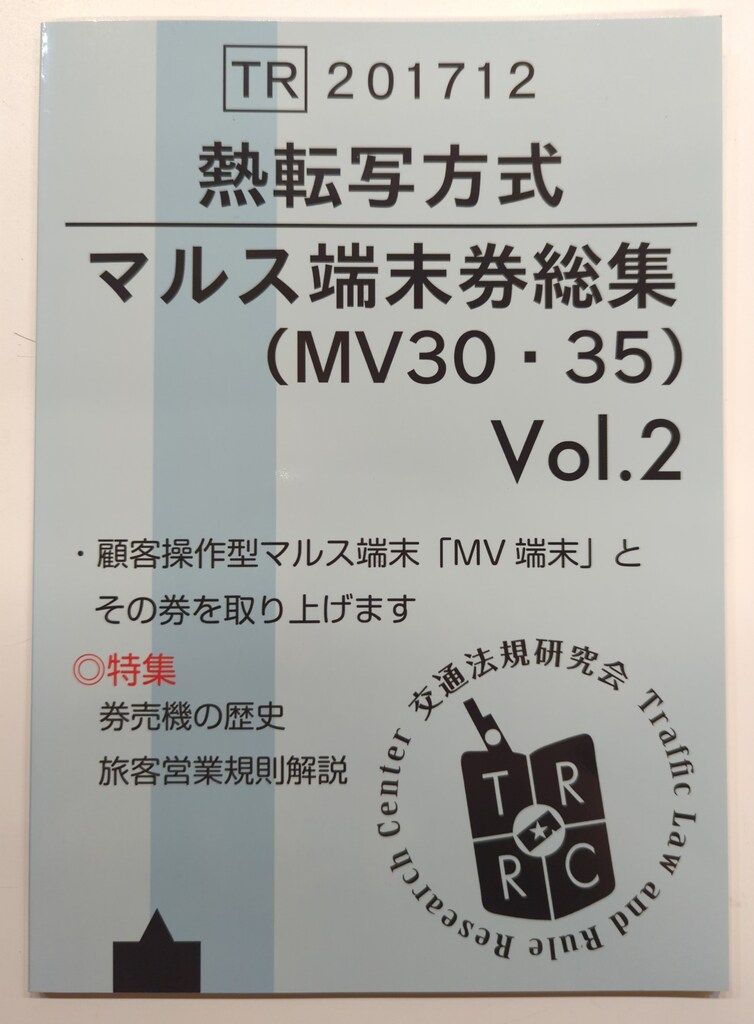 TR 201712
熱転写方式
マルス端末券総集
(MV30・35)
Vol.2
・顧客操作型マルス端末「MV 端末」と
その券を取り上げます
◎特集
券売機の歴史
旅客営業規則解説
交通法規研究会 Traffic Law and Rule Research Center
T R
R C